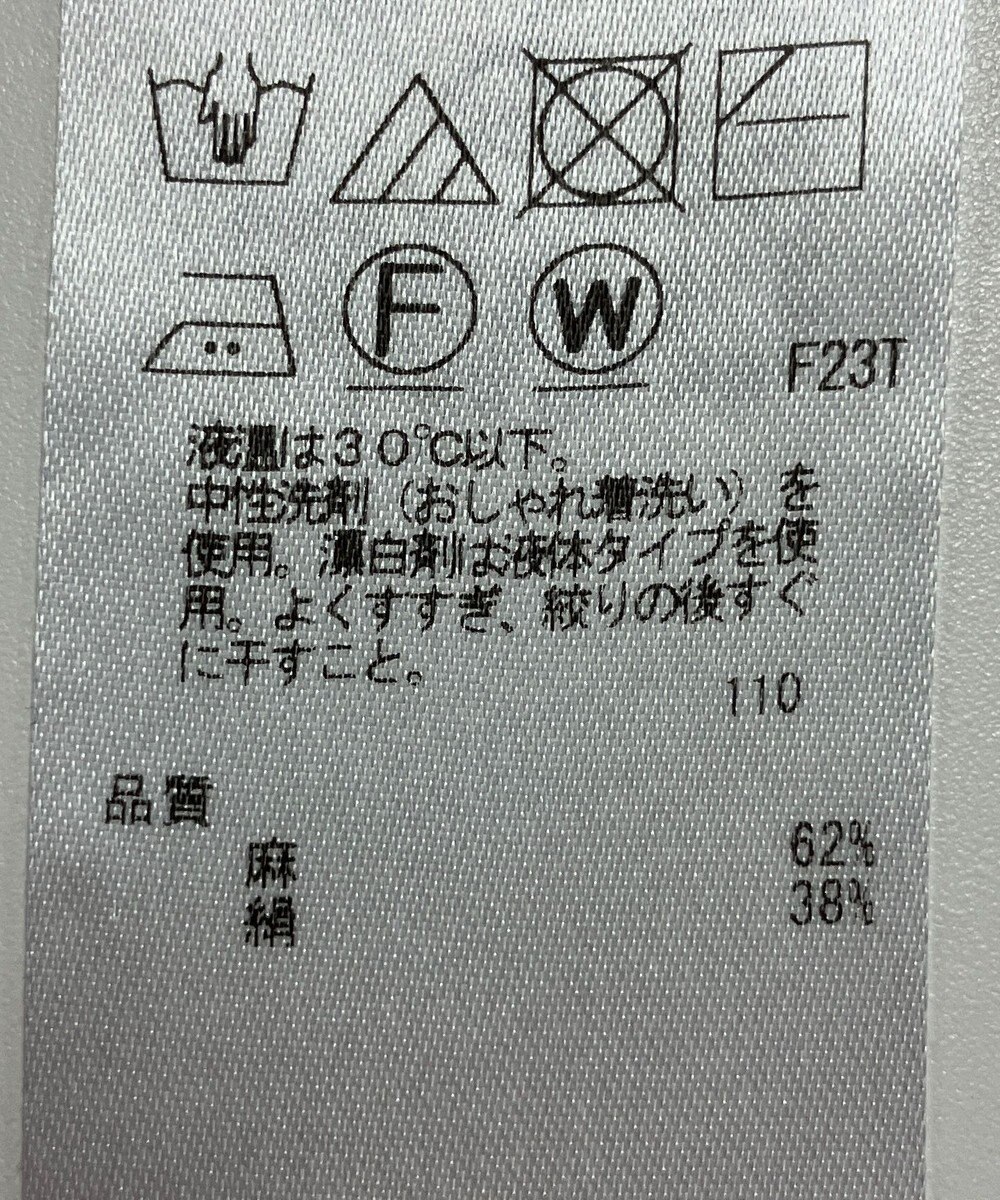 F W
F23T
液温は30℃以下。
中性洗剤（おしゃれ着洗い）を
使用。漂白剤は液体タイプを使
用。よくすすぎ、絞りの後すぐ
に干すこと。
110
品質
麻 62%
絹 38%